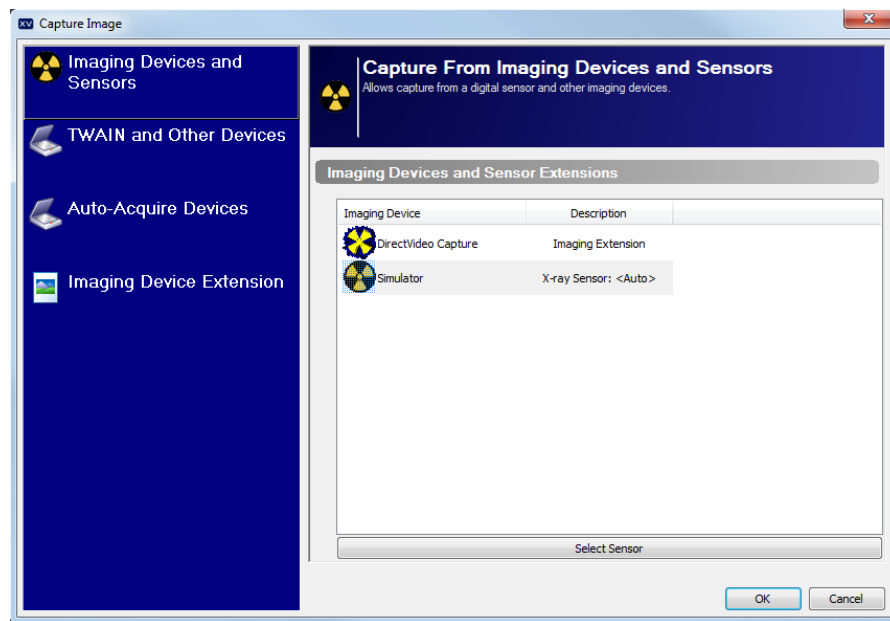 XV Capture Image
Imaging Devices and
Sensors
TWAIN and Other Devices
Auto-Acquire Devices
Imaging Device Extension
Capture From Imaging Devices and Sensors
Allows capture from a digital sensor and other imaging devices.
Imaging Devices and Sensor Extensions
Imaging Device Description
DirectVideo Capture Imaging Extension
Simulator X-ray Sensor: <Auto>
Select Sensor
OK Cancel